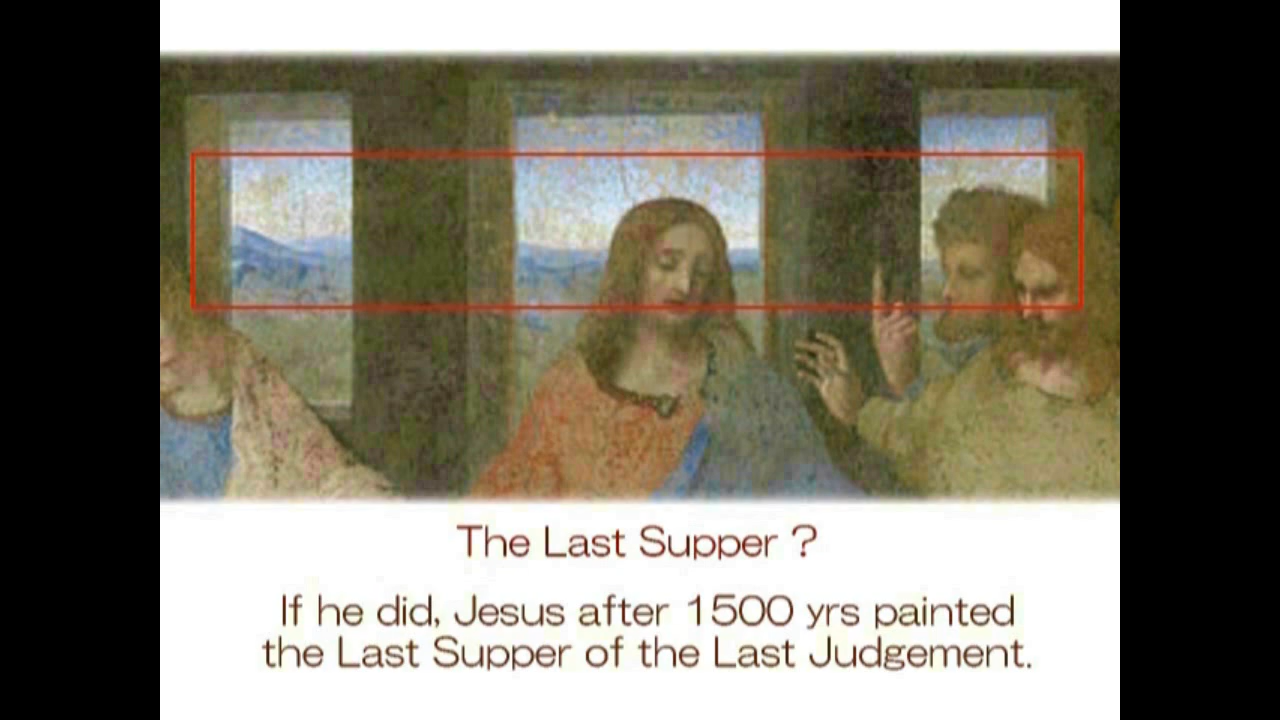 The Last Supper ?
If he did, Jesus after 1500 yrs painted
the Last Supper of the Last Judgement.